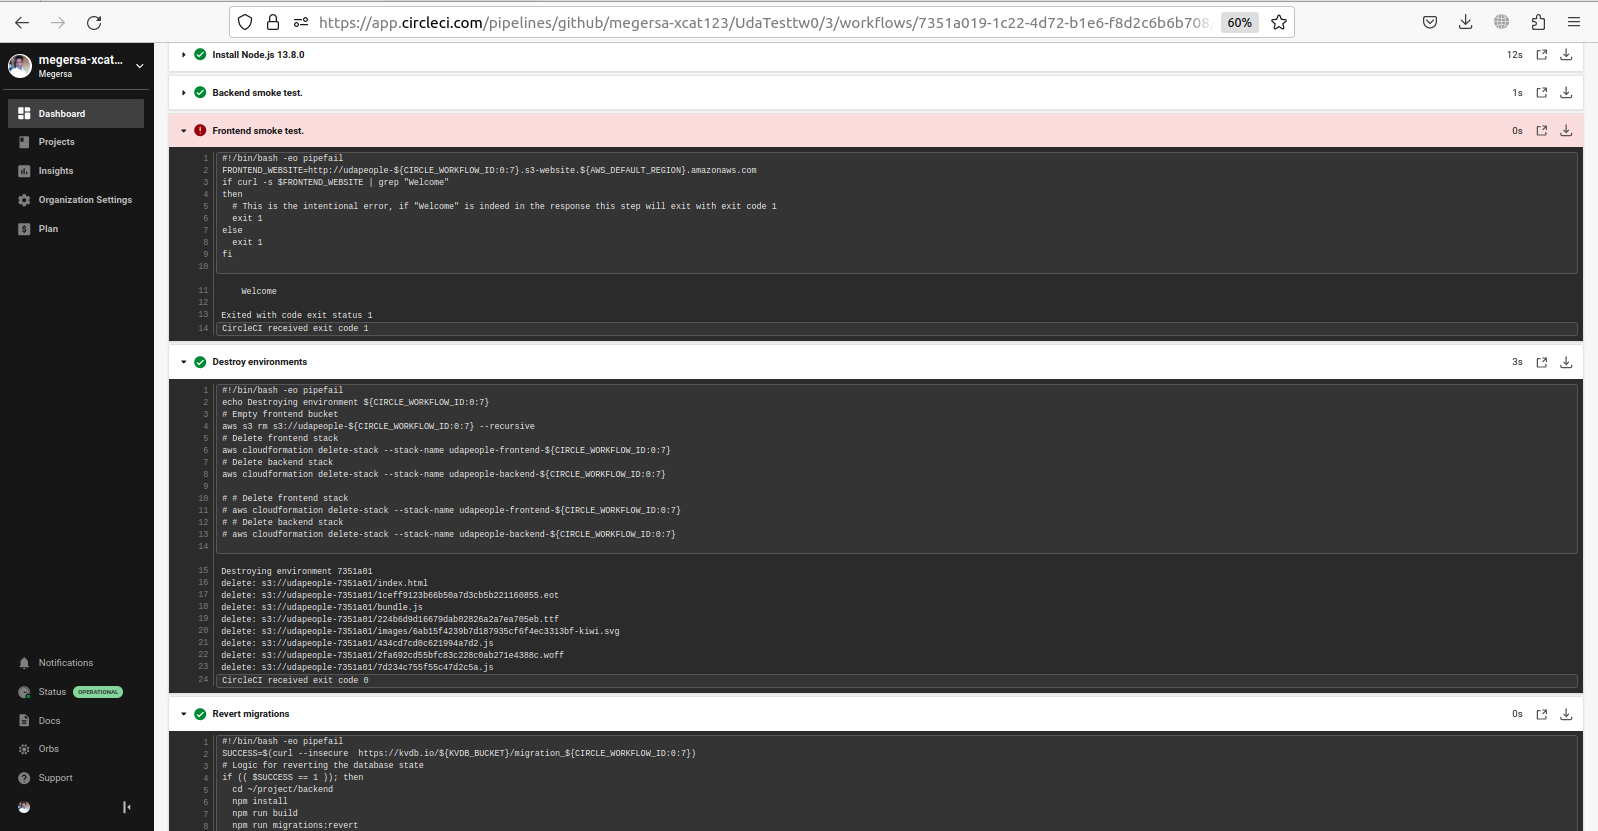 https://app.circleci.com/pipelines/github/megersa-xcat123/UdaTesttw0/3/workflows/7351a019-1c22-4d72-b1e6-f8d2c6b6b708/
60%
megersa-xcat...
Megersa
Dashboard
Projects
Insights
Organization Settings
Plan
Notifications
Status OPERATIONAL
Docs
Orbs
Support
Install Node.js 13.8.0 12s
Backend smoke test. 1s
Frontend smoke test. 0s
1 #!/bin/bash -eo pipefail
2 FRONTEND_WEBSITE=http://udapeople-${CIRCLE_WORKFLOW_ID:0:7}.s3-website.${AWS_DEFAULT_REGION}.amazonaws.com
3 if curl -s $FRONTEND_WEBSITE | grep "Welcome"
4 then
5 # This is the intentional error, if "Welcome" is indeed in the response this step will exit with exit code 1
6 exit 1
7 else
8 exit 1
9 fi
10
11 Welcome
12
13 Exited with code exit status 1
14 CircleCI received exit code 1
Destroy environments 3s
1 #!/bin/bash -eo pipefail
2 echo Destroying environment ${CIRCLE_WORKFLOW_ID:0:7}
3 # Empty frontend bucket
4 aws s3 rm s3://udapeople-${CIRCLE_WORKFLOW_ID:0:7} --recursive
5 # Delete frontend stack
6 aws cloudformation delete-stack --stack-name udapeople-frontend-${CIRCLE_WORKFLOW_ID:0:7}
7 # Delete backend stack
8 aws cloudformation delete-stack --stack-name udapeople-backend-${CIRCLE_WORKFLOW_ID:0:7}
9
10 # # Delete frontend stack
11 # aws cloudformation delete-stack --stack-name udapeople-frontend-${CIRCLE_WORKFLOW_ID:0:7}
12 # # Delete backend stack
13 # aws cloudformation delete-stack --stack-name udapeople-backend-${CIRCLE_WORKFLOW_ID:0:7}
14
15 Destroying environment 7351a01
16 delete: s3://udapeople-7351a01/index.html
17 delete: s3://udapeople-7351a01/1ceff9123b66b50a7d3cb5b221160855.eot
18 delete: s3://udapeople-7351a01/bundle.js
19 delete: s3://udapeople-7351a01/224b6d9d16679dab02826a2a7ea705eb.ttf
20 delete: s3://udapeople-7351a01/images/6ab15f4239b7d187935cf6f4ec3313bf-kiwi.svg
21 delete: s3://udapeople-7351a01/434cd7cd0c621994a7d2.js
22 delete: s3://udapeople-7351a01/2fa692cd55bfc83c228c0ab271e4388c.woff
23 delete: s3://udapeople-7351a01/7d234c755f55c47d2c5a.js
24 CircleCI received exit code 0
Revert migrations 0s
1 #!/bin/bash -eo pipefail
2 SUCCESS=$(curl --insecure  https://kvdb.io/${KVDB_BUCKET}/migration_${CIRCLE_WORKFLOW_ID:0:7})
3 # Logic for reverting the database state
4 if (( $SUCCESS == 1 )); then
5 cd ~/project/backend
6 npm install
7 npm run build
8 npm run migrations:revert